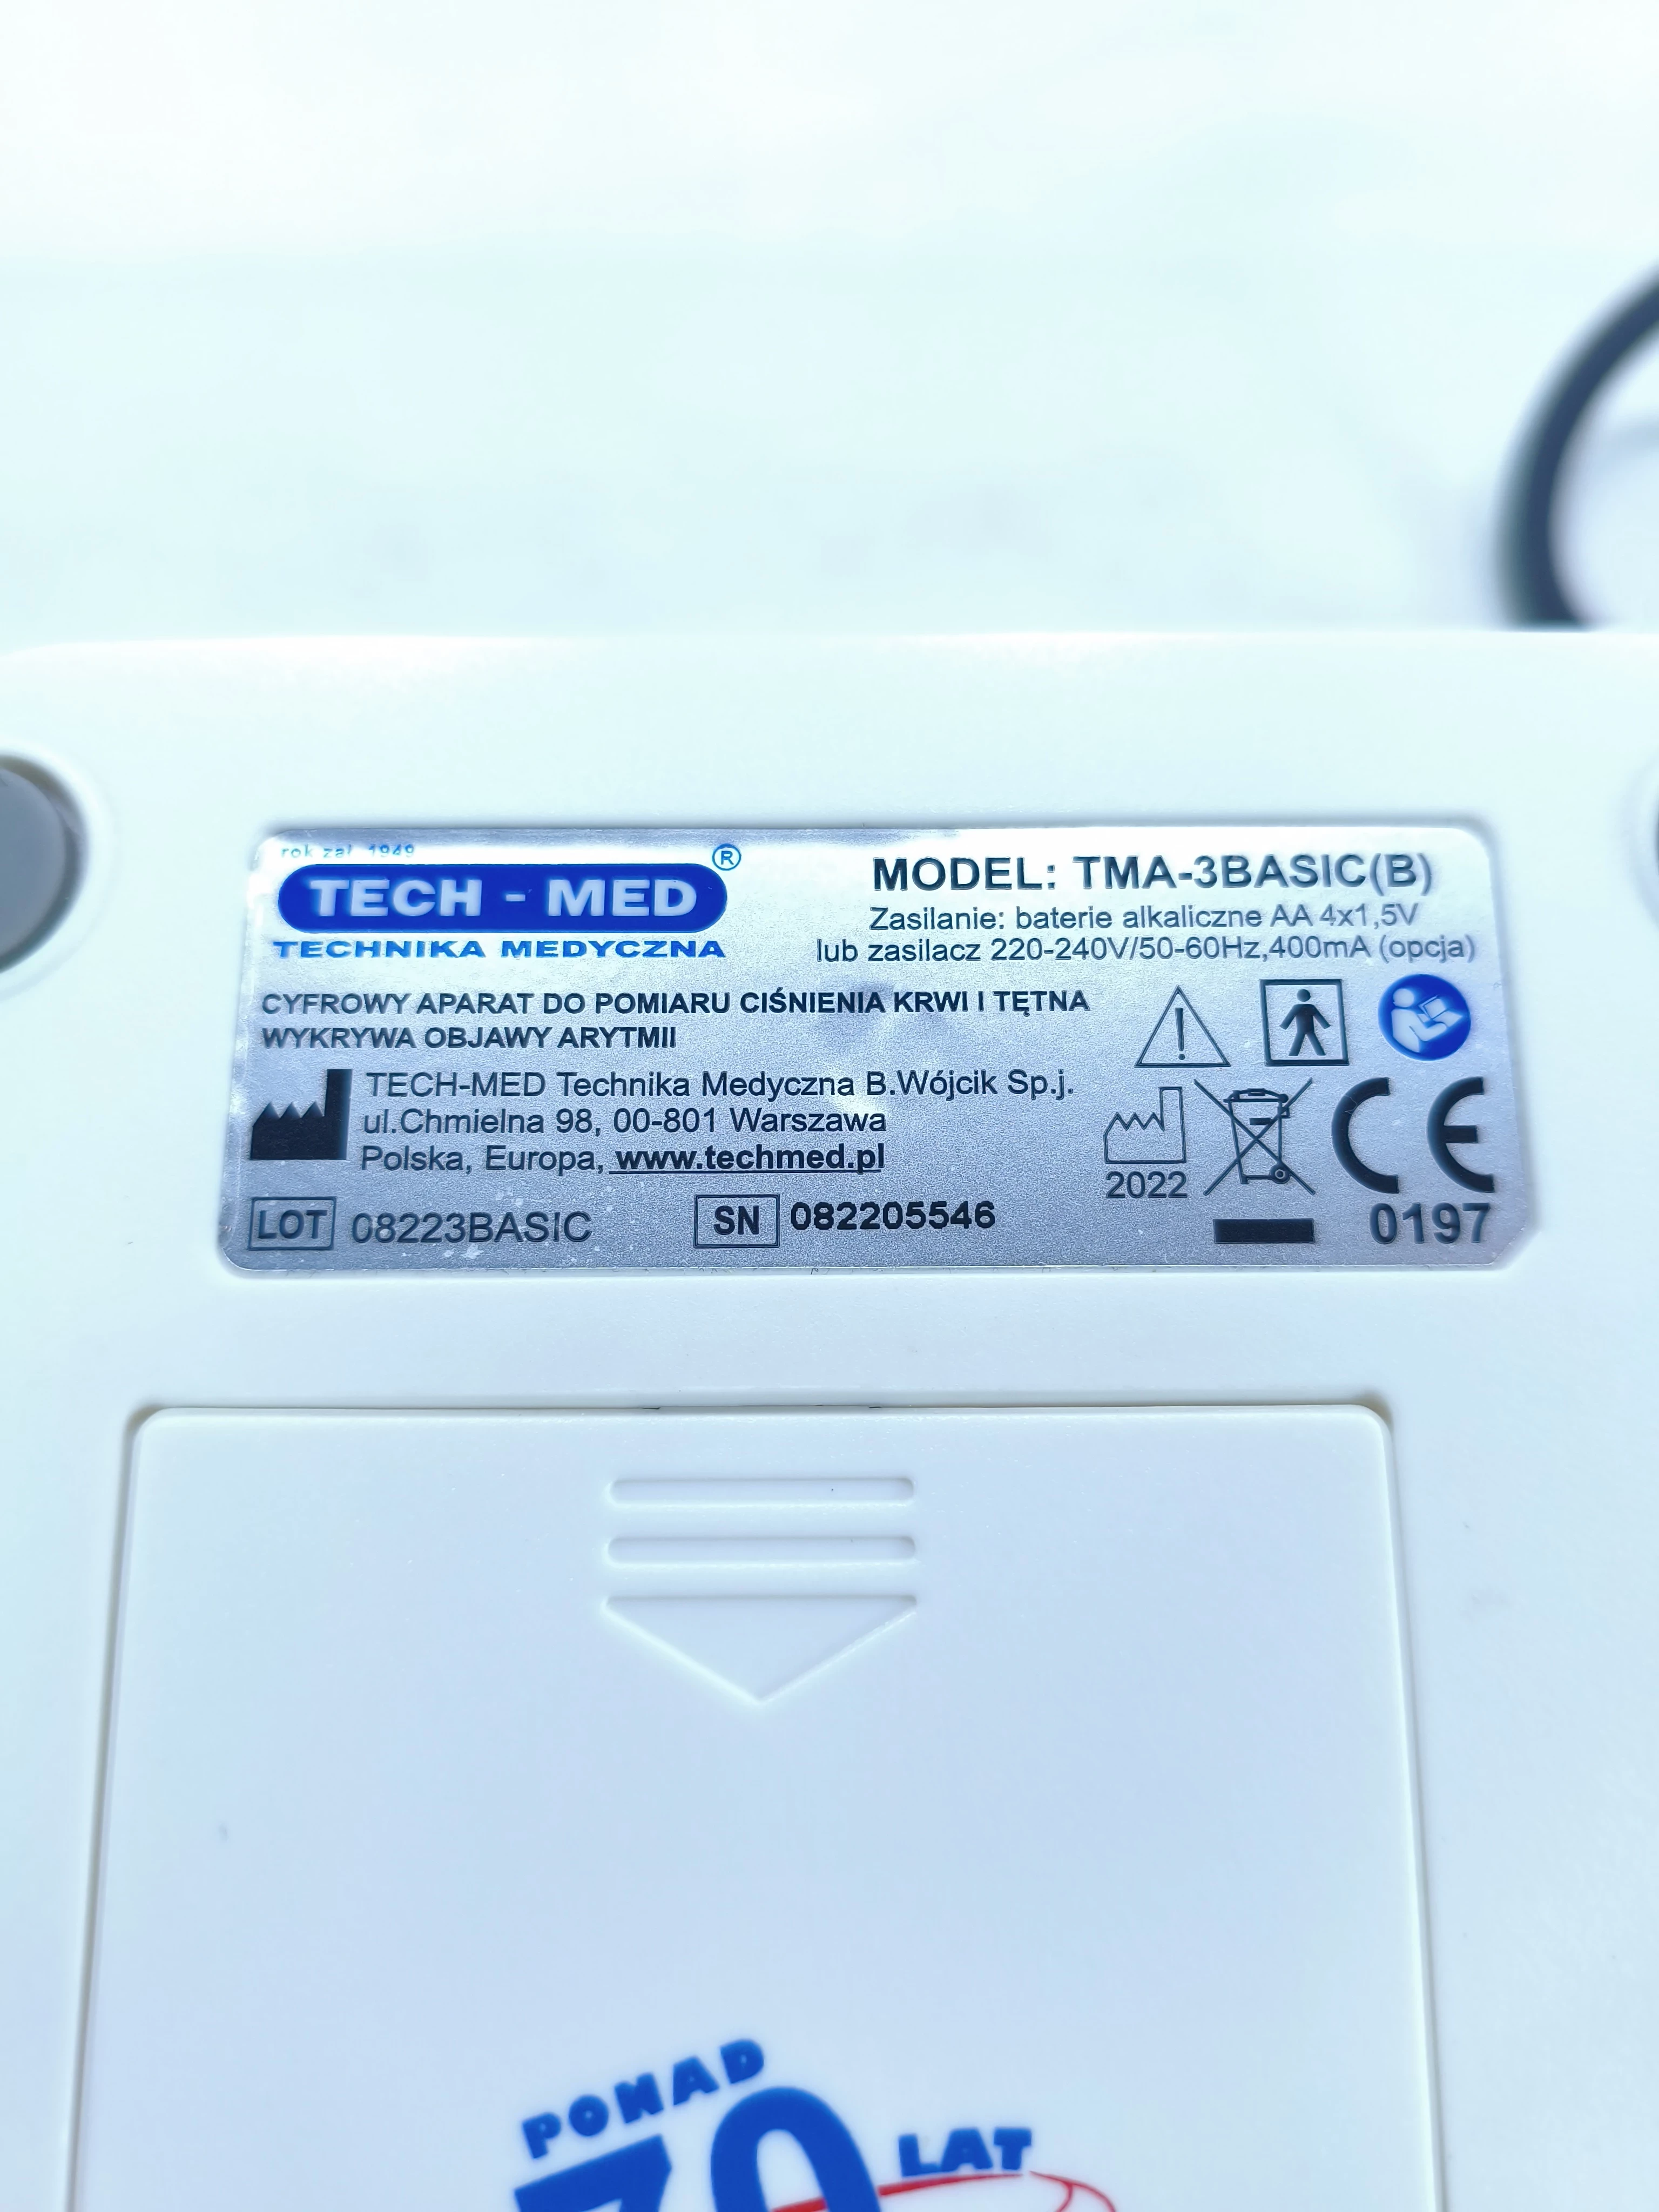 rok zał. 1949
TECH - MED ®
TECHNIKA MEDYCZNA
MODEL: TMA-3BASIC(B)
Zasilanie: baterie alkaliczne AA 4x1,5V
lub zasilacz 220-240V/50-60Hz,400mA (opcja)
CYFROWY APARAT DO POMIARU CIŚNIENIA KRWI I TĘTNA
WYKRYWA OBJAWY ARYTMII
TECH-MED Technika Medyczna B.Wójcik Sp.j.
ul.Chmielna 98, 00-801 Warszawa
Polska, Europa, www.techmed.pl
2022
CE
0197
LOT 08223BASIC
SN 082205546
PONAD
70 LAT